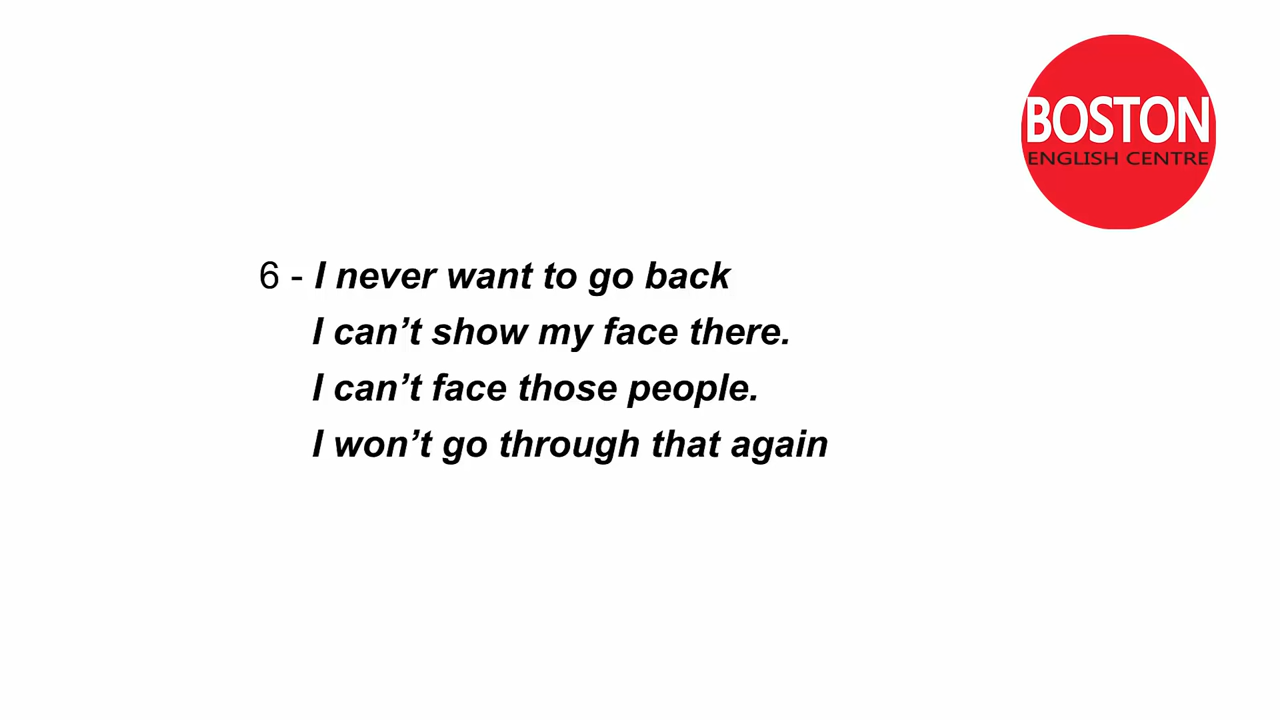 BOSTON
ENGLISH CENTRE
6 - I never want to go back
I can’t show my face there.
I can’t face those people.
I won’t go through that again